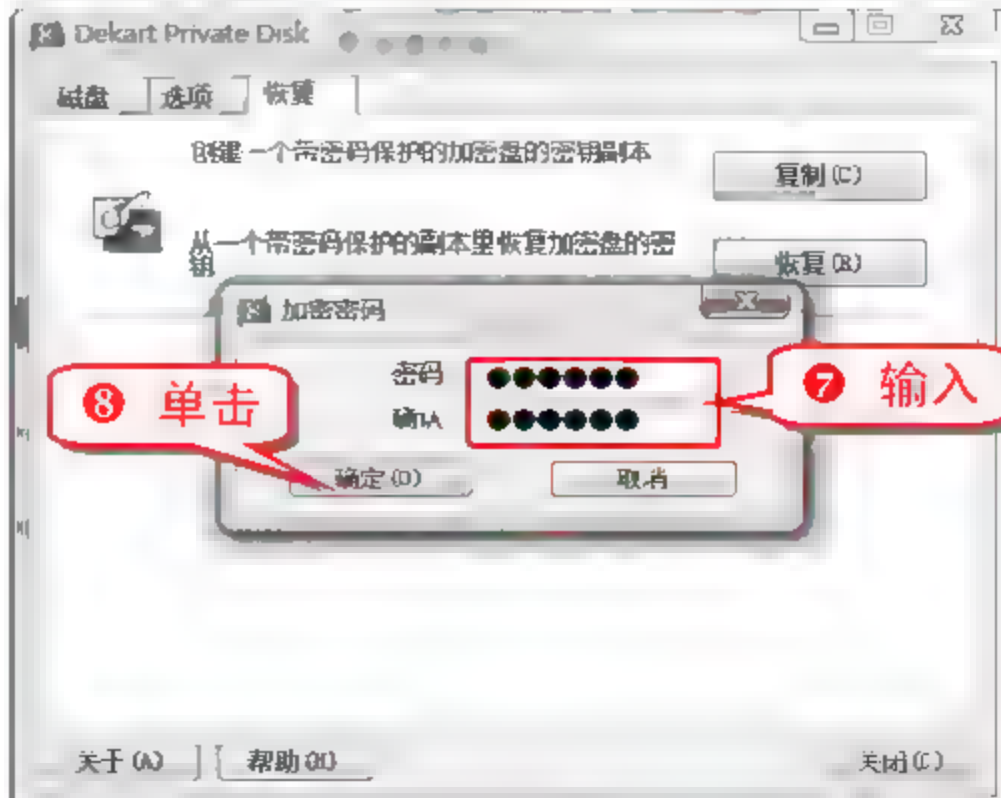 Dekart Private Disk
磁盘 选项 恢复
创建一个带密码保护的加密盘的密钥副本
复制(C)
从一个带密码保护的副本里恢复加密盘的密钥
恢复(R)
加密密码
密码
❼ 输入
❽ 单击
确认
确定(O) 取消
关于(A) 帮助(H) 关闭(C)